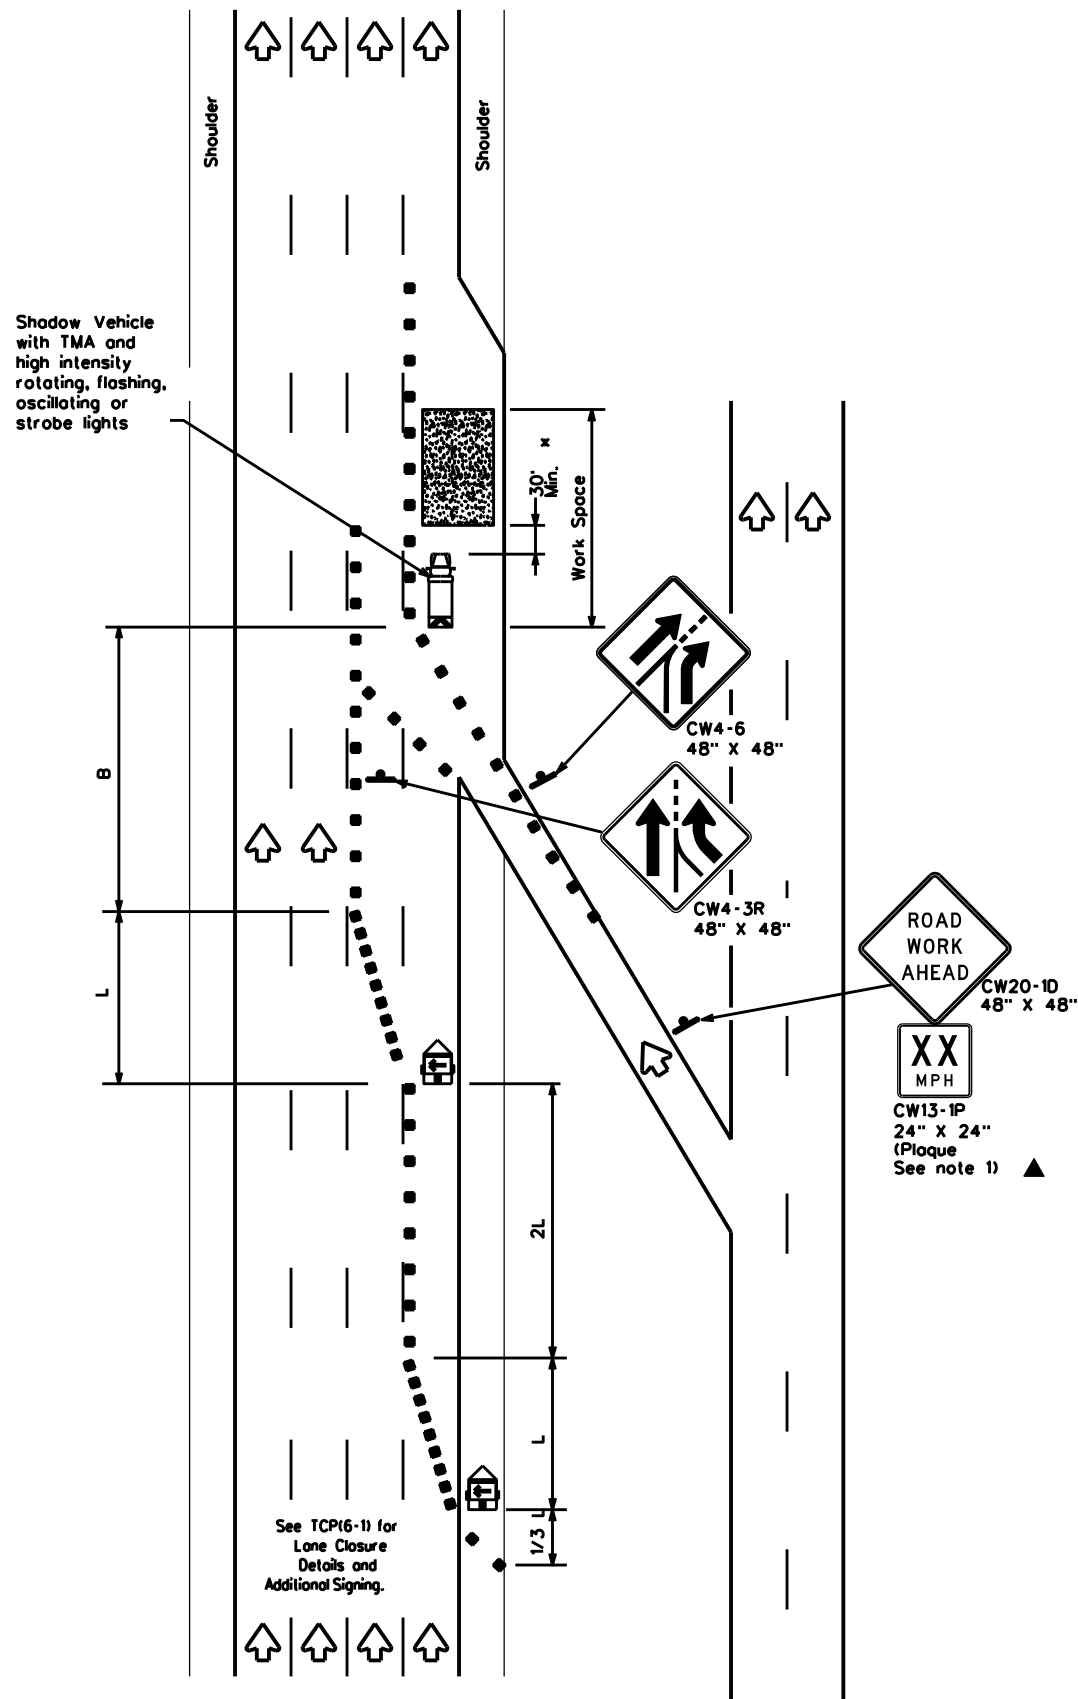 Shoulder
Shoulder
Shadow Vehicle
with TMA and
high intensity
rotating, flashing,
oscillating or
strobe lights
30'
Min.
x
Work Space
CW4-6
48" X 48"
B
CW4-3R
48" X 48"
L
ROAD
WORK
AHEAD
CW20-1D
48" X 48"
XX
MPH
CW13-1P
24" X 24"
(Plaque
See note 1) ▲
2L
L
1/3 L
See TCP(6-1) for
Lane Closure
Details and
Additional Signing.